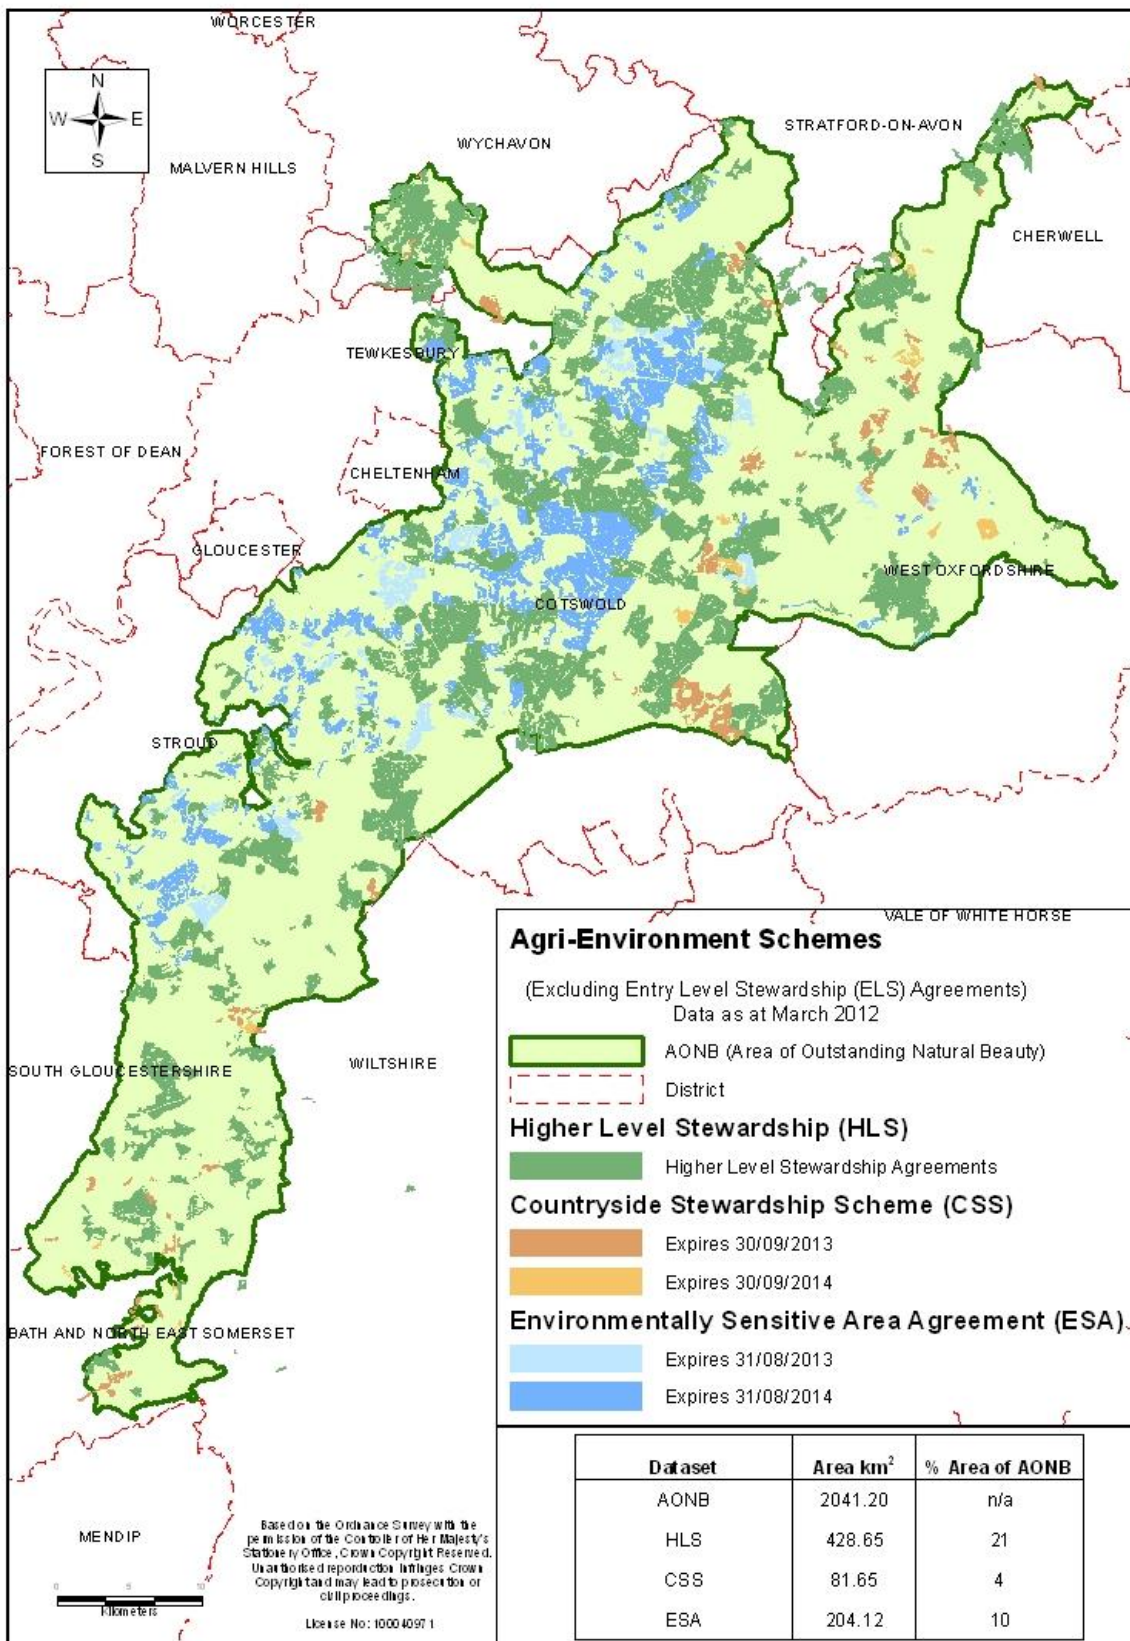 WORCESTER
N
W E
S
WYCHAVON
STRATFORD-ON-AVON
MALVERN HILLS
CHERWELL
TEWKESBURY
FOREST OF DEAN
CHELTENHAM
GLOUCESTER
WEST OXFORDSHIRE
COTSWOLD
STROUD
VALE OF WHITE HORSE
Agri-Environment Schemes
(Excluding Entry Level Stewardship (ELS) Agreements)
Data as at March 2012
AONB (Area of Outstanding Natural Beauty)
WILTSHIRE
SOUTH GLOUCESTERSHIRE
District
Higher Level Stewardship (HLS)
Higher Level Stewardship Agreements
Countryside Stewardship Scheme (CSS)
Expires 30/09/2013
Expires 30/09/2014
Environmentally Sensitive Area Agreement (ESA)
BATH AND NORTH EAST SOMERSET
Expires 31/08/2013
Expires 31/08/2014
Dataset Area km² % Area of AONB
AONB 2041.20 n/a
HLS 428.65 21
CSS 81.65 4
ESA 204.12 10
MENDIP
Based on the Ordnance Survey with the
permission of the Controller of Her Majesty's
Stationery Office, Crown Copyright Reserved.
Unauthorised reproduction infringes Crown
Copyright and may lead to prosecution or
civil proceedings.
0 5 10
Kilometers
License No: 100040971